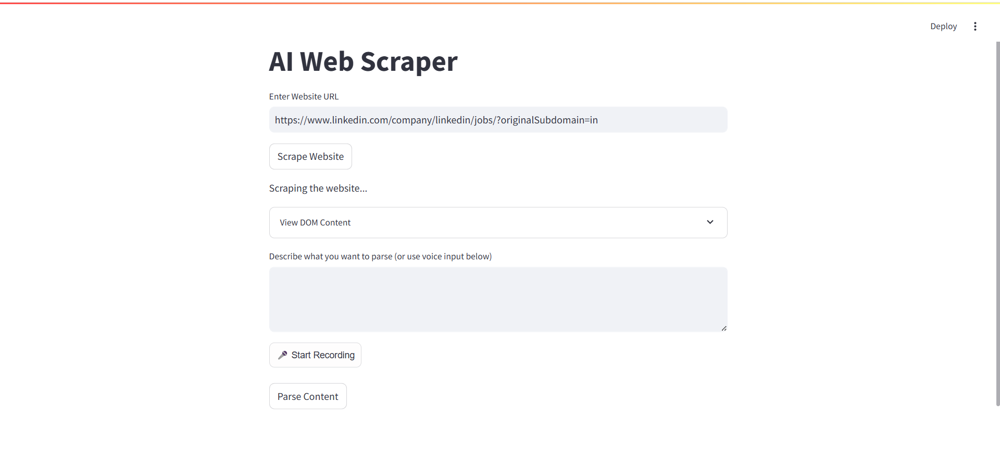 Deploy
AI Web Scraper
Enter Website URL
https://www.linkedin.com/company/linkedin/jobs/?originalSubdomain=in
Scrape Website
Scraping the website...
View DOM Content
Describe what you want to parse (or use voice input below)
Start Recording
Parse Content